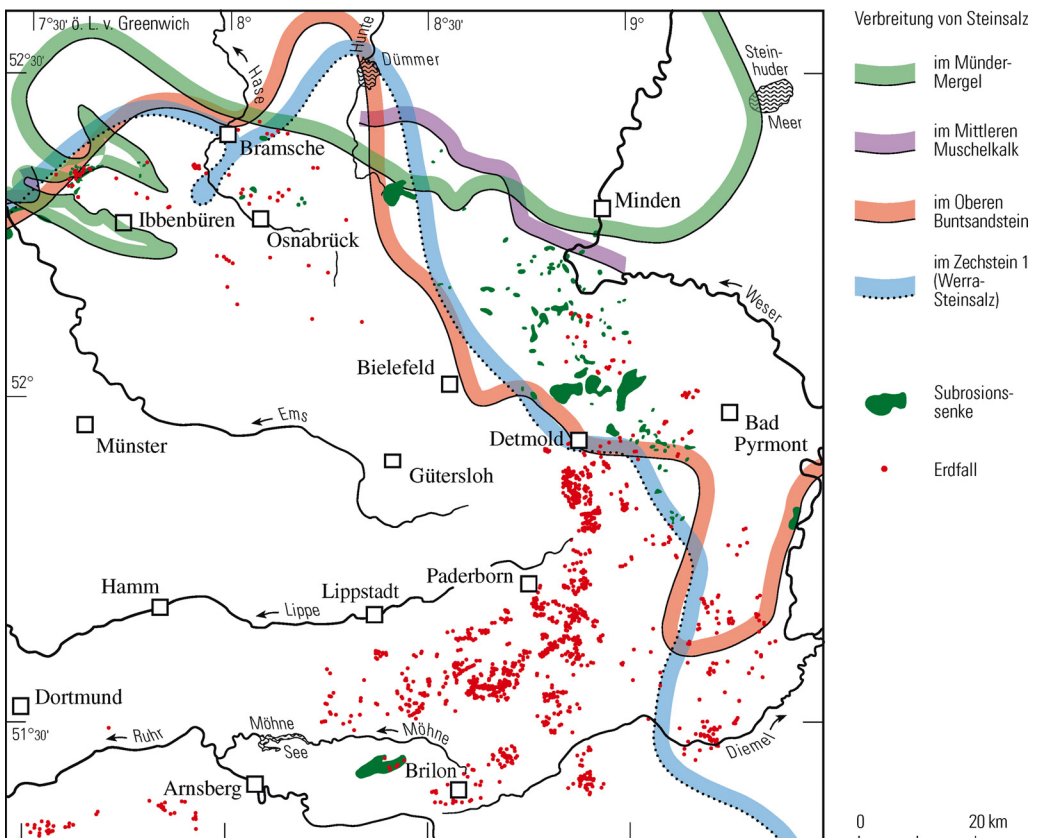 7°30' ö. L. v. Greenwich
8°
8°30'
9°
52°30'
52°
51°30'
Hase
Hunte
Dümmer
Stein-
huder
Meer
Bramsche
Ibbenbüren
Osnabrück
Minden
Weser
Bielefeld
Bad
Pyrmont
Münster
Ems
Detmold
Gütersloh
Hamm
Lippe
Lippstadt
Paderborn
Dortmund
Ruhr
Möhne
See
Möhne
Diemel
Arnsberg
Brilon
Verbreitung von Steinsalz
im Münder-
Mergel
im Mittleren
Muschelkalk
im Oberen
Buntsandstein
im Zechstein 1
(Werra-
Steinsalz)
Subrosions-
senke
Erdfall
0 20 km